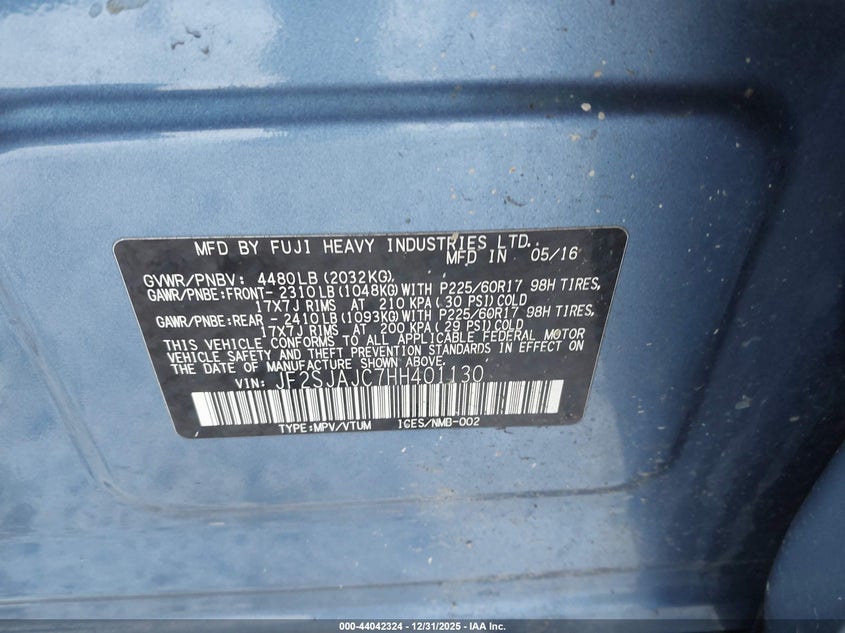 MFD BY FUJI HEAVY INDUSTRIES LTD.
MFD IN 05/16
GVWR/PNBV: 4480LB (2032KG),
GAWR/PNBE:FRONT- 2310LB (1048KG) WITH P225/60R17 98H TIRES,
17X7J RIMS AT 210 KPA ( 30 PSI) COLD
GAWR/PNBE:REAR - 2410LB (1093KG) WITH P225/60R17 98H TIRES,
17X7J RIMS AT 200 KPA ( 29 PSI) COLD
THIS VEHICLE CONFORMS TO ALL APPLICABLE FEDERAL MOTOR
VEHICLE SAFETY AND THEFT PREVENTION STANDARDS IN EFFECT ON
THE DATE OF MANUFACTURE SHOWN ABOVE.
VIN: JF2SJAJC7HH401130
TYPE:MPV/VTUM ICES/NMB-002
000-44042324 - 12/31/2025 - IAA Inc.